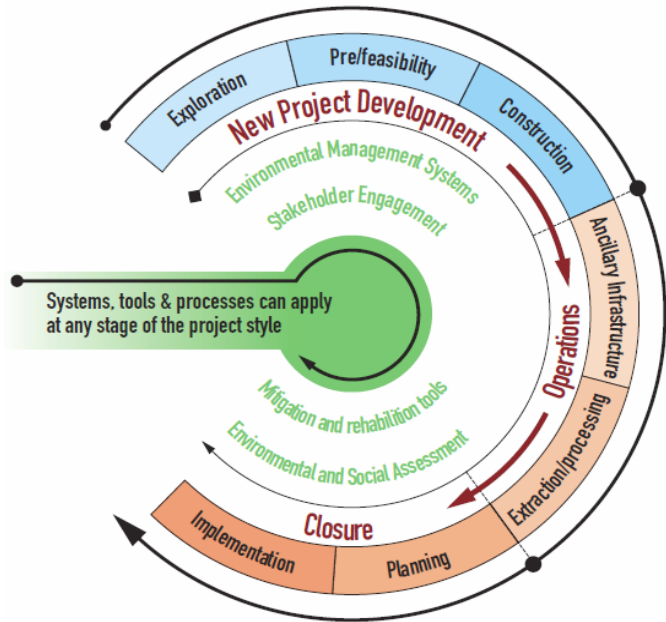 Exploration
Pre/feasibility
Construction
New Project Development
Environmental Management Systems
Stakeholder Engagement
Ancillary Infrastructure
Systems, tools & processes can apply
at any stage of the project style
Operations
Extraction/processing
Mitigation and rehabilition tools
Environmental and Social Assessment
Closure
Planning
Implementation